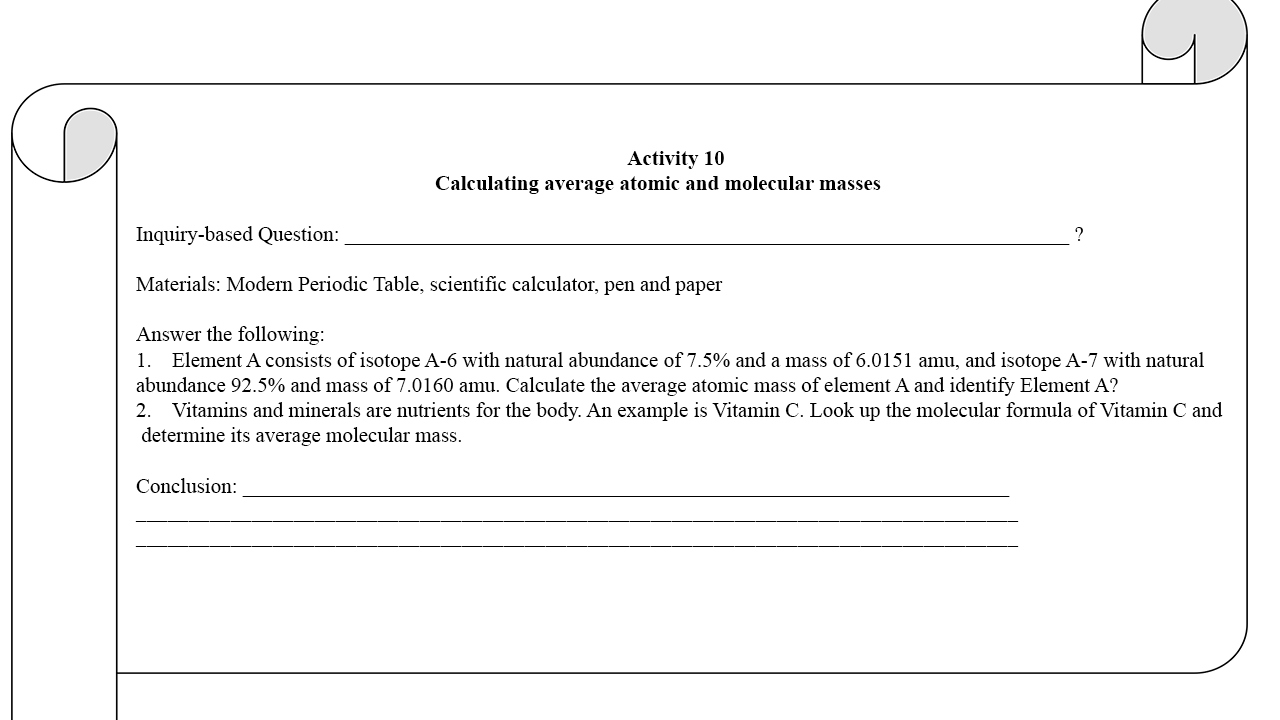 Activity 10
Calculating average atomic and molecular masses
Inquiry-based Question: _____________________________________________________________________ ?
Materials: Modern Periodic Table, scientific calculator, pen and paper
Answer the following:
1. Element A consists of isotope A-6 with natural abundance of 7.5% and a mass of 6.0151 amu, and isotope A-7 with natural
abundance 92.5% and mass of 7.0160 amu. Calculate the average atomic mass of element A and identify Element A?
2. Vitamins and minerals are nutrients for the body. An example is Vitamin C. Look up the molecular formula of Vitamin C and
determine its average molecular mass.
Conclusion: _________________________________________________________________________
____________________________________________________________________________________
____________________________________________________________________________________